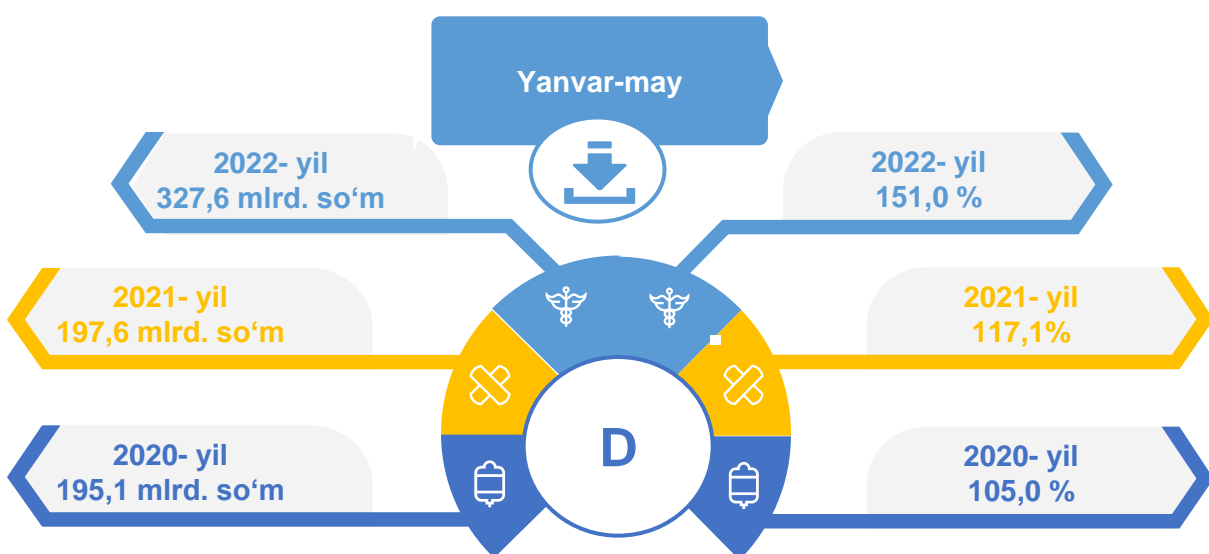 Yanvar-may
2022- yil
327,6 mlrd. so‘m
2022- yil
151,0 %
2021- yil
197,6 mlrd. so‘m
2021- yil
117,1%
D
2020- yil
195,1 mlrd. so‘m
2020- yil
105,0 %